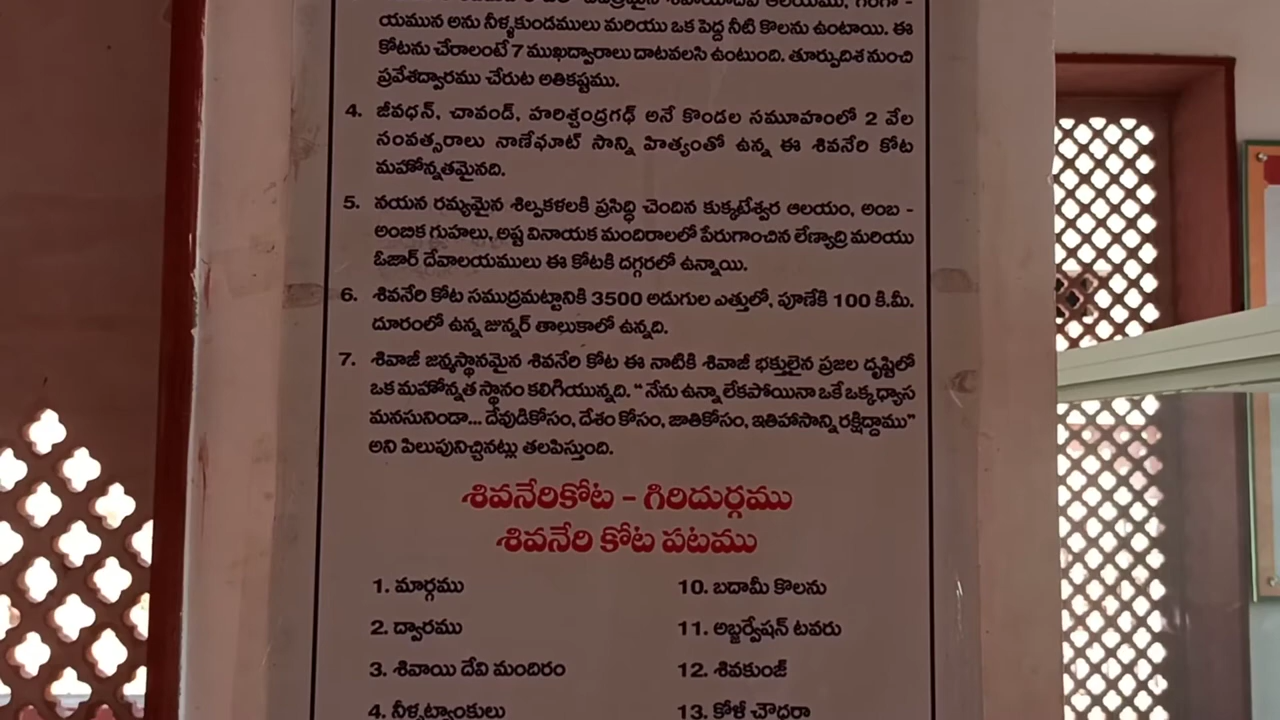 ఆలయము, గంగా -
యమున అను నీళ్ళకుండములు మరియు ఒక పెద్ద నీటి కొలను ఉంటాయి. ఈ
కోటను చేరాలంటే 7 ముఖద్వారాలు దాటవలసి ఉంటుంది. తూర్పుదిశ నుంచి
ప్రవేశద్వారము చేరుట అతికష్టము.
4. జీవధన్, చావండ్, హరిశ్చంద్రగఢ్ అనే కొండల సమూహంలో 2 వేల
సంవత్సరాలు నాణేఘాట్ సాన్ని హిత్యంతో ఉన్న ఈ శివనేరి కోట
మహోన్నతమైనది.
5. నయన రమ్యమైన శిల్పకళలకి ప్రసిద్ధి చెందిన కుక్కటేశ్వర ఆలయం, అంబ -
అంబిక గుహలు, అష్ట వినాయక మందిరాలలో పేరుగాంచిన లేణ్యాద్రి మరియు
ఓజార్ దేవాలయములు ఈ కోటకి దగ్గరలో ఉన్నాయి.
6. శివనేరి కోట సముద్రమట్టానికి 3500 అడుగుల ఎత్తులో, పూణేకి 100 కి.మీ.
దూరంలో ఉన్న జున్నర్ తాలుకాలో ఉన్నది.
7. శివాజీ జన్మస్థానమైన శివనేరి కోట ఈ నాటికి శివాజీ భక్తులైన ప్రజల దృష్టిలో
ఒక మహోన్నత స్థానం కలిగియున్నది. "నేను ఉన్నా లేకపోయినా ఒకే ఒక్కధ్యాస
మనసునిండా... దేవుడికోసం, దేశం కోసం, జాతికోసం, ఇతిహాసాన్ని రక్షిద్దాము"
అని పిలుపునిచ్చినట్లు తలపిస్తుంది.
శివనేరికోట - గిరిదుర్గము
శివనేరి కోట పటము
1. మార్గము
10. బదామీ కొలను
2. ద్వారము
11. అబ్జర్వేషన్ టవరు
3. శివాయి దేవి మందిరం
12. శివకుంజ్
4. నీళ్ళట్యాంకులు
13. కోళీ చౌథరా